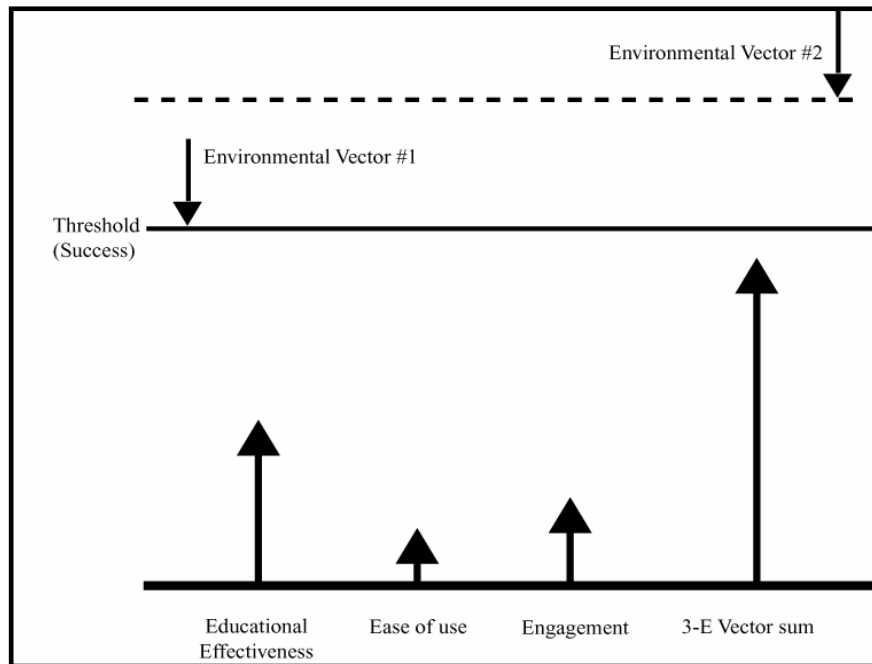 Environmental Vector #2
Environmental Vector #1
Threshold
(Success)
Educational
Effectiveness
Ease of use
Engagement
3-E Vector sum